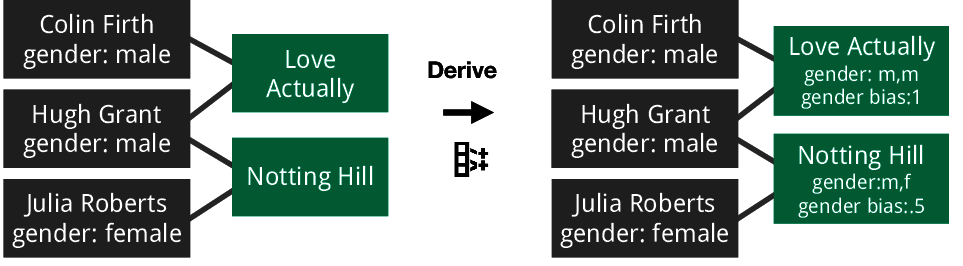 Colin Firth
gender: male
Hugh Grant
gender: male
Julia Roberts
gender: female
Love
Actually
Notting Hill
Derive
Colin Firth
gender: male
Hugh Grant
gender: male
Julia Roberts
gender: female
Love Actually
gender: m,m
gender bias:1
Notting Hill
gender:m,f
gender bias:.5